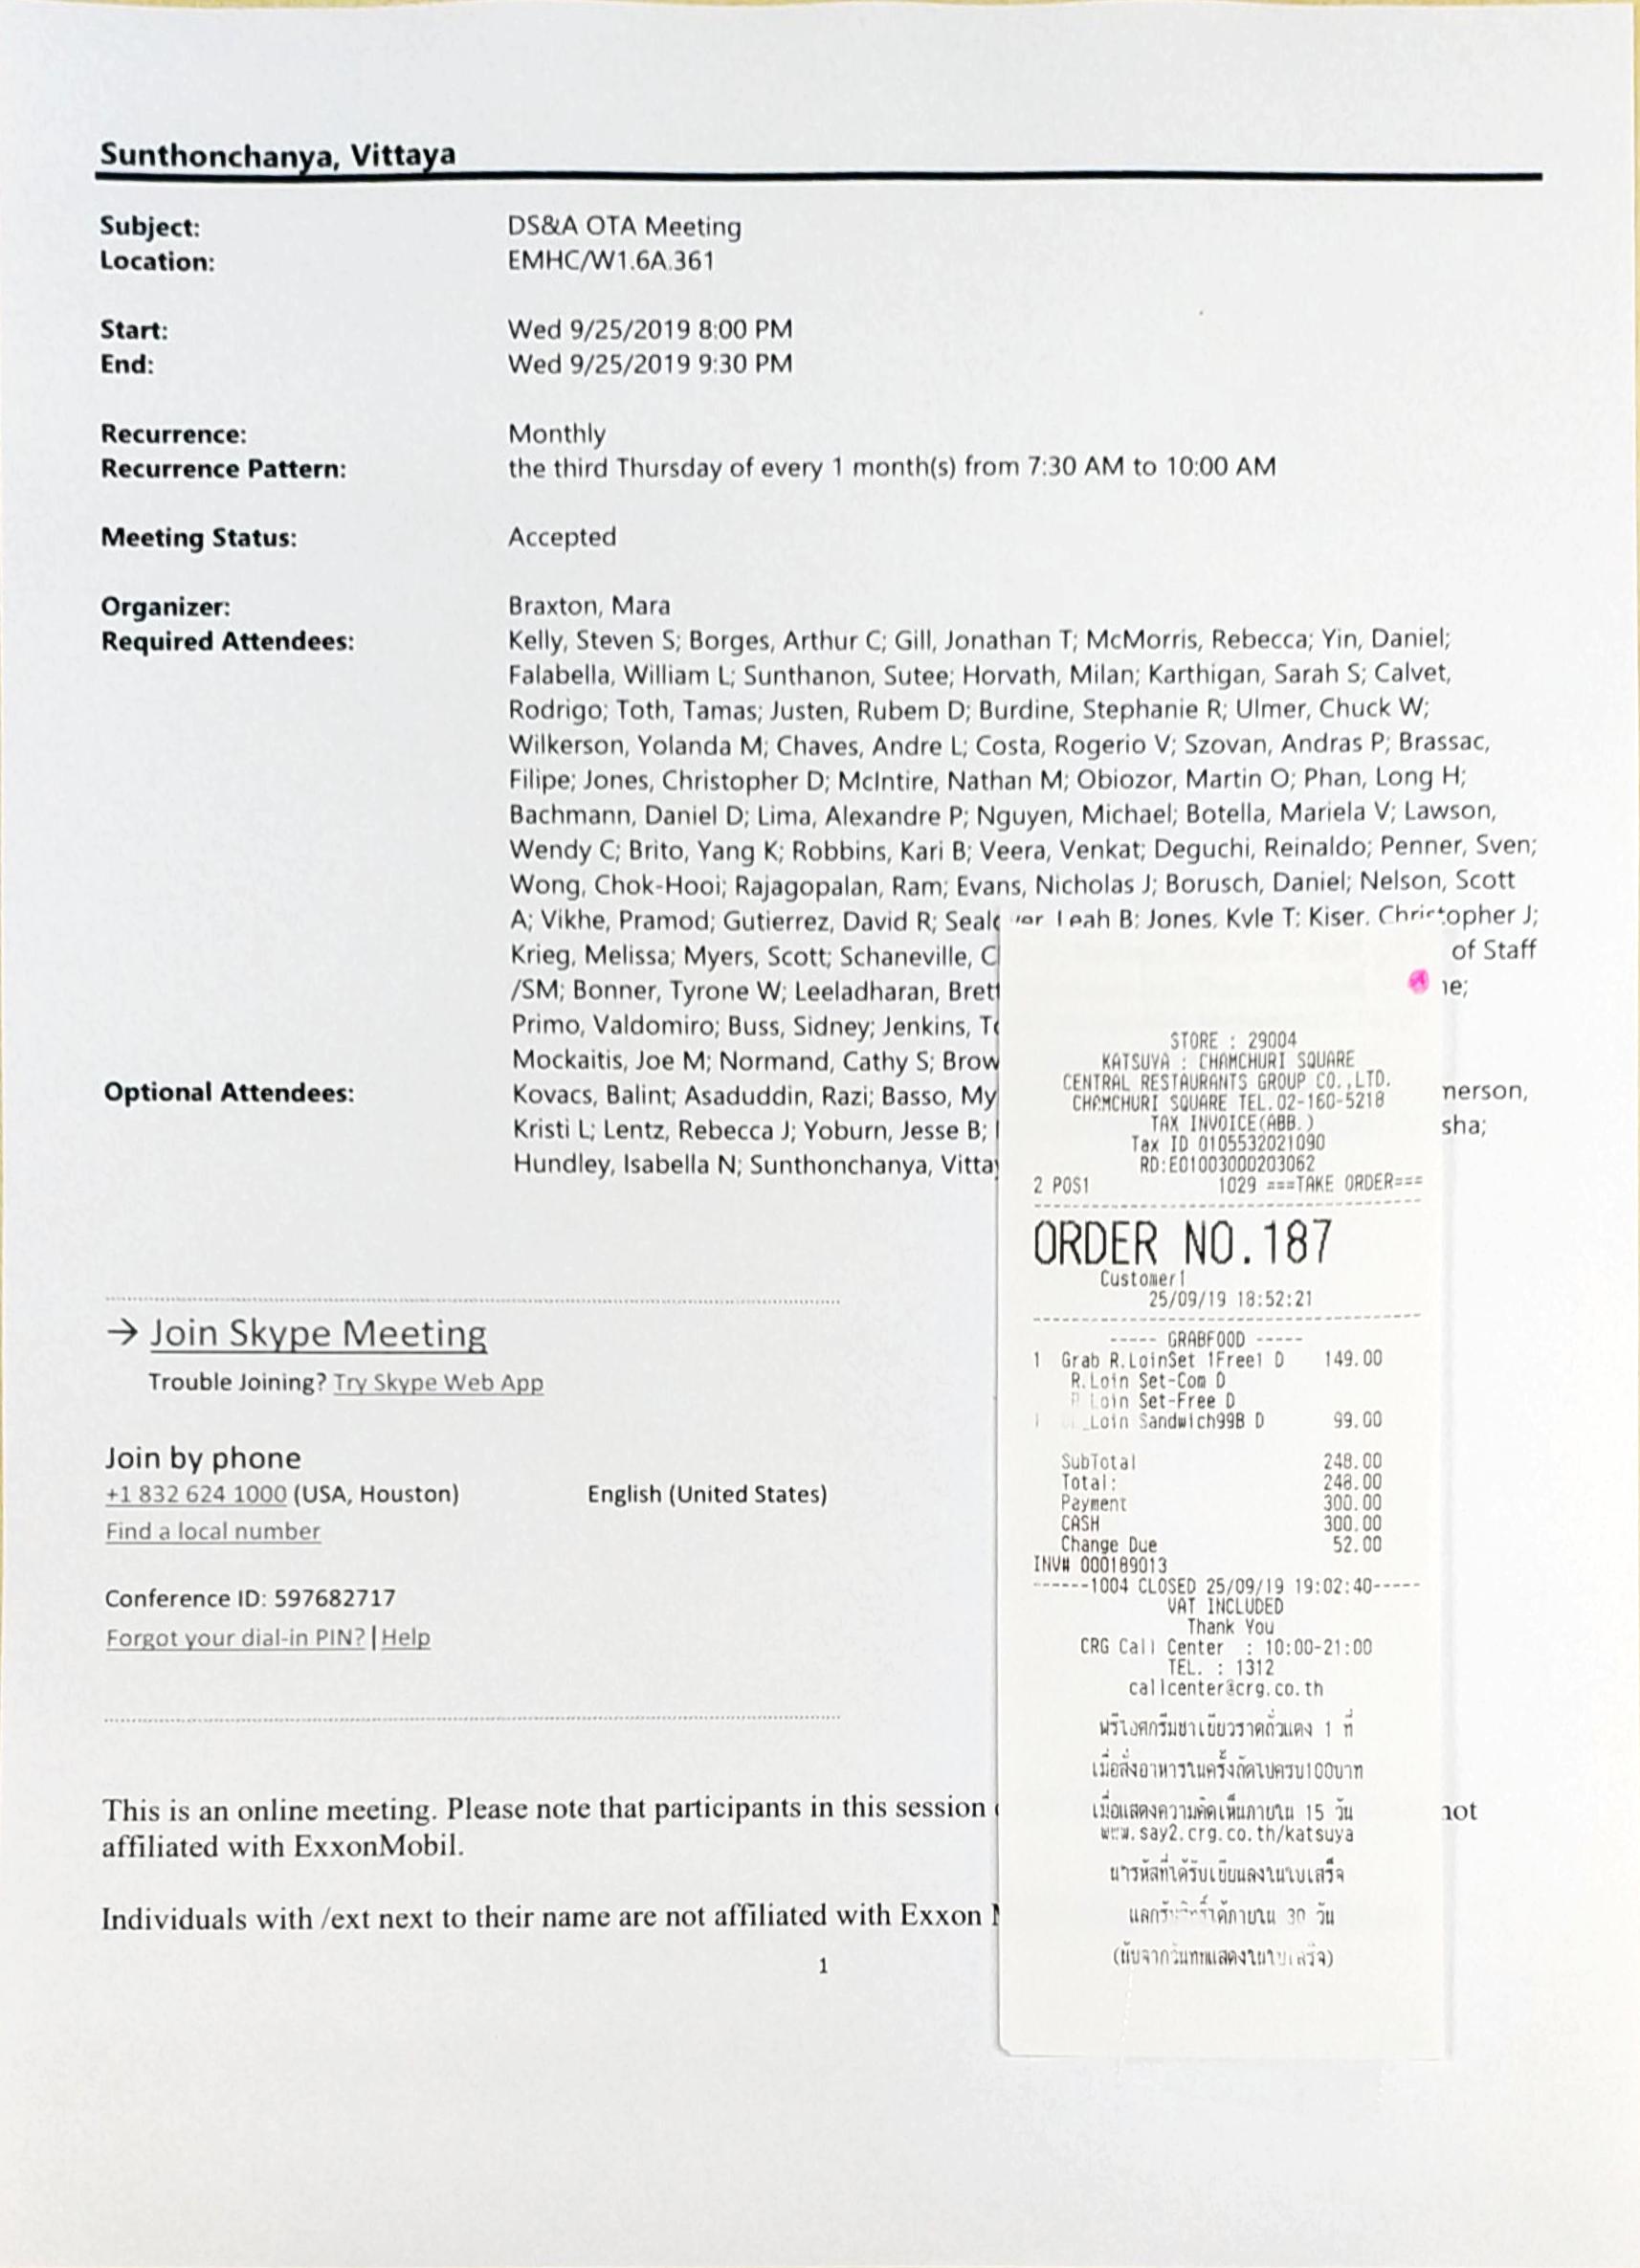 Sunthonchanya, Vittaya
Subject: DS&A OTA Meeting
Location: EMHC/W1.6A.361
Start: Wed 9/25/2019 8:00 PM
End: Wed 9/25/2019 9:30 PM
Recurrence: Monthly
Recurrence Pattern: the third Thursday of every 1 month(s) from 7:30 AM to 10:00 AM
Meeting Status: Accepted
Organizer: Braxton, Mara
Required Attendees: Kelly, Steven S; Borges, Arthur C; Gill, Jonathan T; McMorris, Rebecca; Yin, Daniel;
Falabella, William L; Sunthanon, Sutee; Horvath, Milan; Karthigan, Sarah S; Calvet,
Rodrigo; Toth, Tamas; Justen, Rubem D; Burdine, Stephanie R; Ulmer, Chuck W;
Wilkerson, Yolanda M; Chaves, Andre L; Costa, Rogerio V; Szovan, Andras P; Brassac,
Filipe; Jones, Christopher D; McIntire, Nathan M; Obiozor, Martin O; Phan, Long H;
Bachmann, Daniel D; Lima, Alexandre P; Nguyen, Michael; Botella, Mariela V; Lawson,
Wendy C; Brito, Yang K; Robbins, Kari B; Veera, Venkat; Deguchi, Reinaldo; Penner, Sven;
Wong, Chok-Hooi; Rajagopalan, Ram; Evans, Nicholas J; Borusch, Daniel; Nelson, Scott
A; Vikhe, Pramod; Gutierrez, David R; Leah B; Jones, Kyle T; Kiser, Christopher J;
Krieg, Melissa; Myers, Scott; Schaneville, C of Staff
/SM; Bonner, Tyrone W; Leeladharan, Brett
Primo, Valdomiro; Buss, Sidney; Jenkins,
Mockaitis, Joe M; Normand, Cathy S; Brow
Optional Attendees: Kovacs, Balint; Asaduddin, Razi; Basso, My nerson,
Kristi L; Lentz, Rebecca J; Yoburn, Jesse B; sha;
Hundley, Isabella N; Sunthonchanya, Vitta
→ Join Skype Meeting
Trouble Joining? Try Skype Web App
Join by phone
+1 832 624 1000 (USA, Houston) English (United States)
Find a local number
Conference ID: 597682717
Forgot your dial-in PIN? | Help
This is an online meeting. Please note that participants in this session not
affiliated with ExxonMobil.
Individuals with /ext next to their name are not affiliated with Exxon
1
STORE : 29004
KATSUYA : CHAMCHURI SQUARE
CENTRAL RESTAURANTS GROUP CO.,LTD.
CHAMCHURI SQUARE TEL.02-160-5218
TAX INVOICE(ABB.)
Tax ID 0105532021090
RD:E01003000203062
2 POS1 1029 ===TAKE ORDER===
ORDER NO.187
Customer1
25/09/19 18:52:21
----- GRABFOOD -----
1 Grab R.LoinSet 1Free1 D 149.00
R.Loin Set-Com D
Loin Set-Free D
Loin Sandwich99B D 99.00
SubTotal 248.00
Total: 248.00
Payment 300.00
CASH 300.00
Change Due 52.00
INV# 000189013
------1004 CLOSED 25/09/19 19:02:40-----
VAT INCLUDED
Thank You
CRG Call Center : 10:00-21:00
TEL. : 1312
callcenter@crg.co.th
ฟรีไอศกรีมชาเขียวราดถั่วแดง 1 ที่
เมื่อสั่งอาหารในครั้งถัดไปครบ100บาท
เมื่อแสดงความคิดเห็นภายใน 15 วัน
www.say2.crg.co.th/katsuya
นำรหัสที่ได้รับเขียนลงในใบเสร็จ
แลกรับสิทธิ์ได้ภายใน 30 วัน
(นับจากวันที่แสดงในใบเสร็จ)